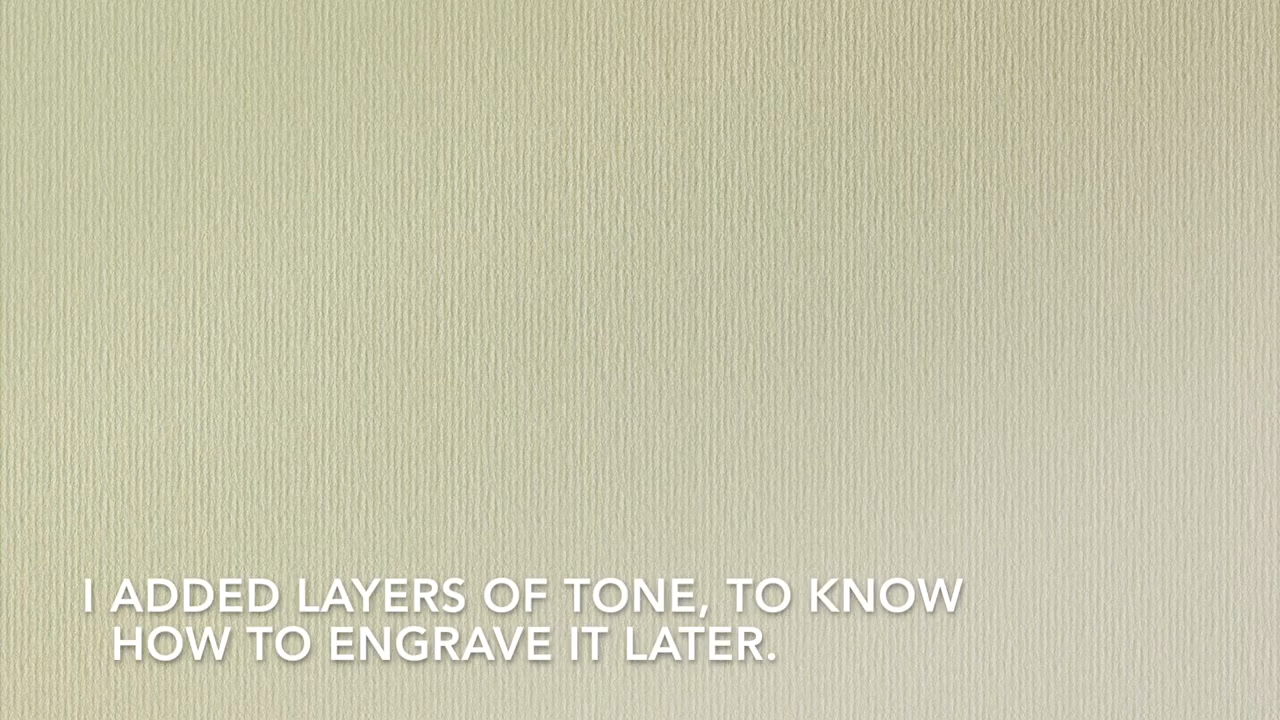 I ADDED LAYERS OF TONE, TO KNOW
HOW TO ENGRAVE IT LATER.